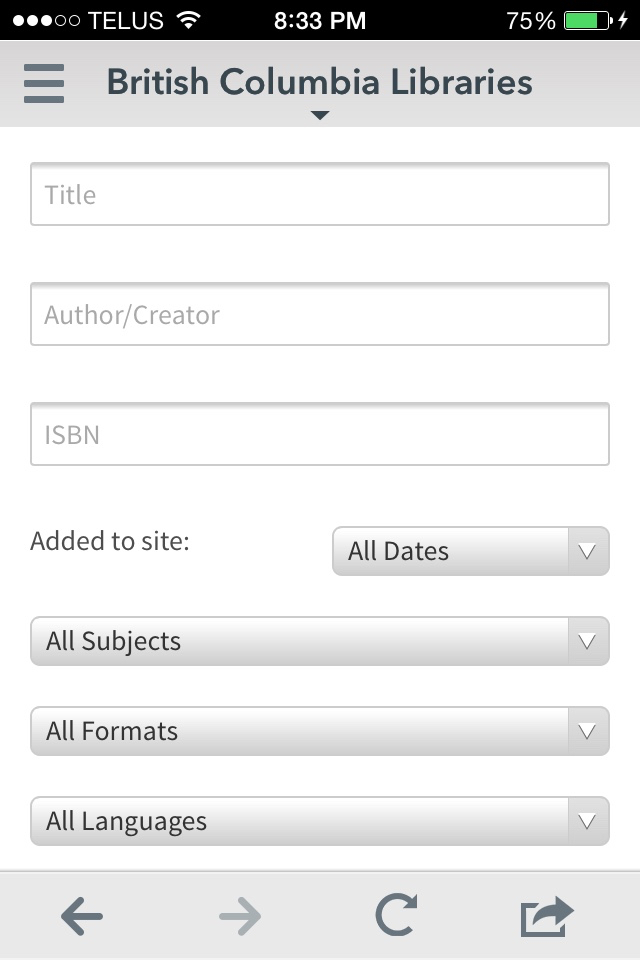 TELUS 8:33 PM 75%
British Columbia Libraries
Title
Author/Creator
ISBN
Added to site: All Dates
All Subjects
All Formats
All Languages